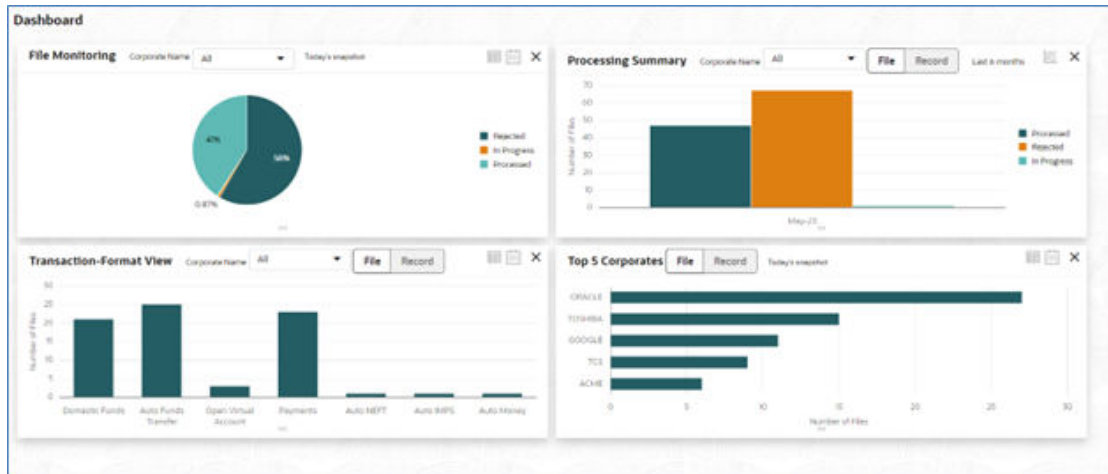 Dashboard
File Monitoring Corporate Name All Today's snapshot
41%
58%
0.87%
Rejected
In Progress
Processed
Processing Summary Corporate Name All File Record Last 6 months
Number of Files
70
60
50
40
30
20
10
0
May-23
Processed
Rejected
In Progress
Transaction-Format View Corporate Name All File Record
Number of Files
30
25
20
15
10
5
0
Domestic Funds
Auto Funds Transfer
Open Virtual Account
Payments
Auto NEFT
Auto IMPS
Auto Money
Top 5 Corporates File Record Today's snapshot
ORACLE
TOSHIBA
GOOGLE
TCS
ACME
0 5 10 15 20 25 30
Number of Files